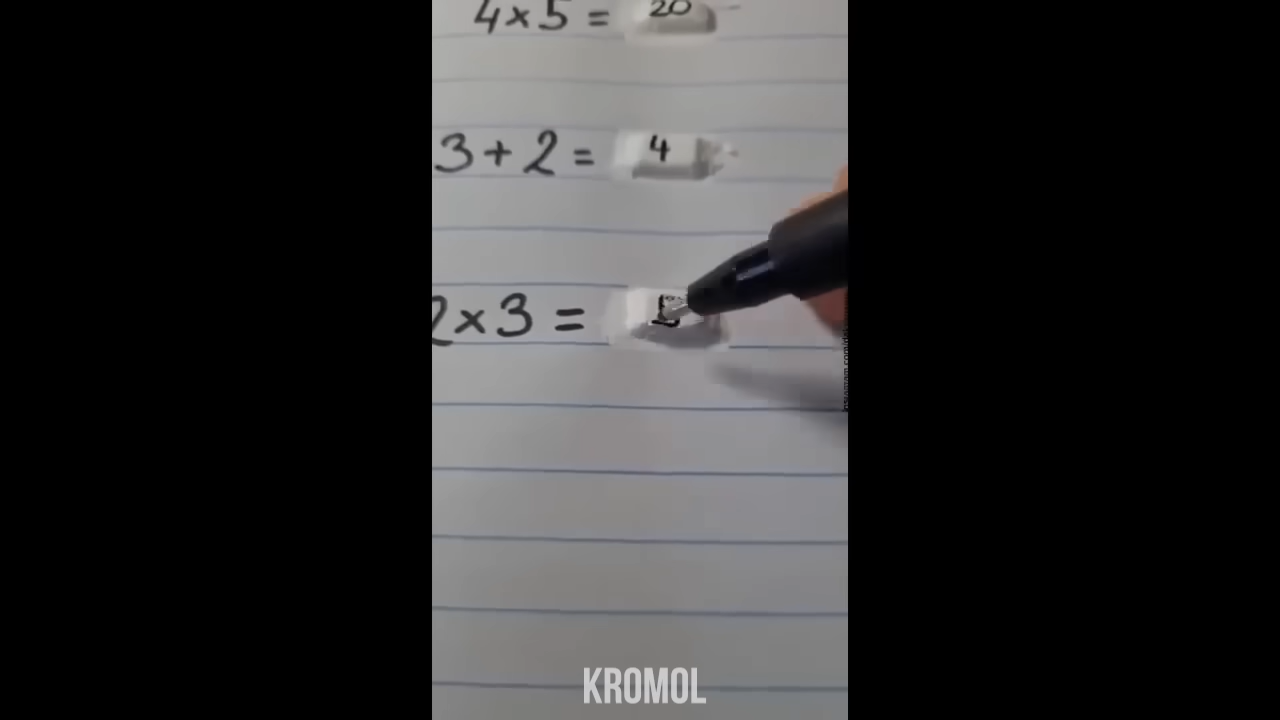 4×5 = 20
3+2 = 4
2×3 =
KROMOL